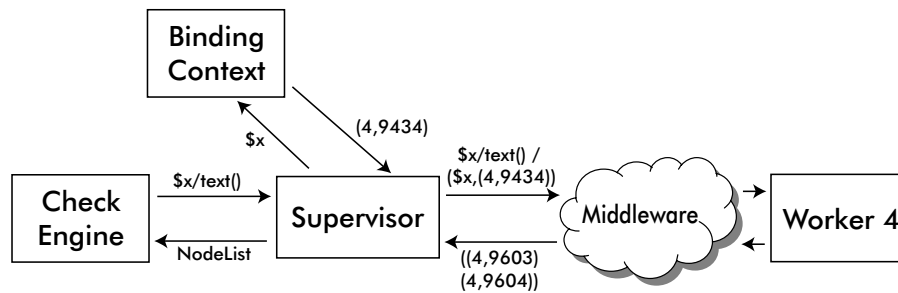 Binding
Context
$x
(4,9434)
$x/text()
$x/text() /
($x,(4,9434))
Check
Engine
Supervisor
Middleware
Worker 4
NodeList
((4,9603)
(4,9604))